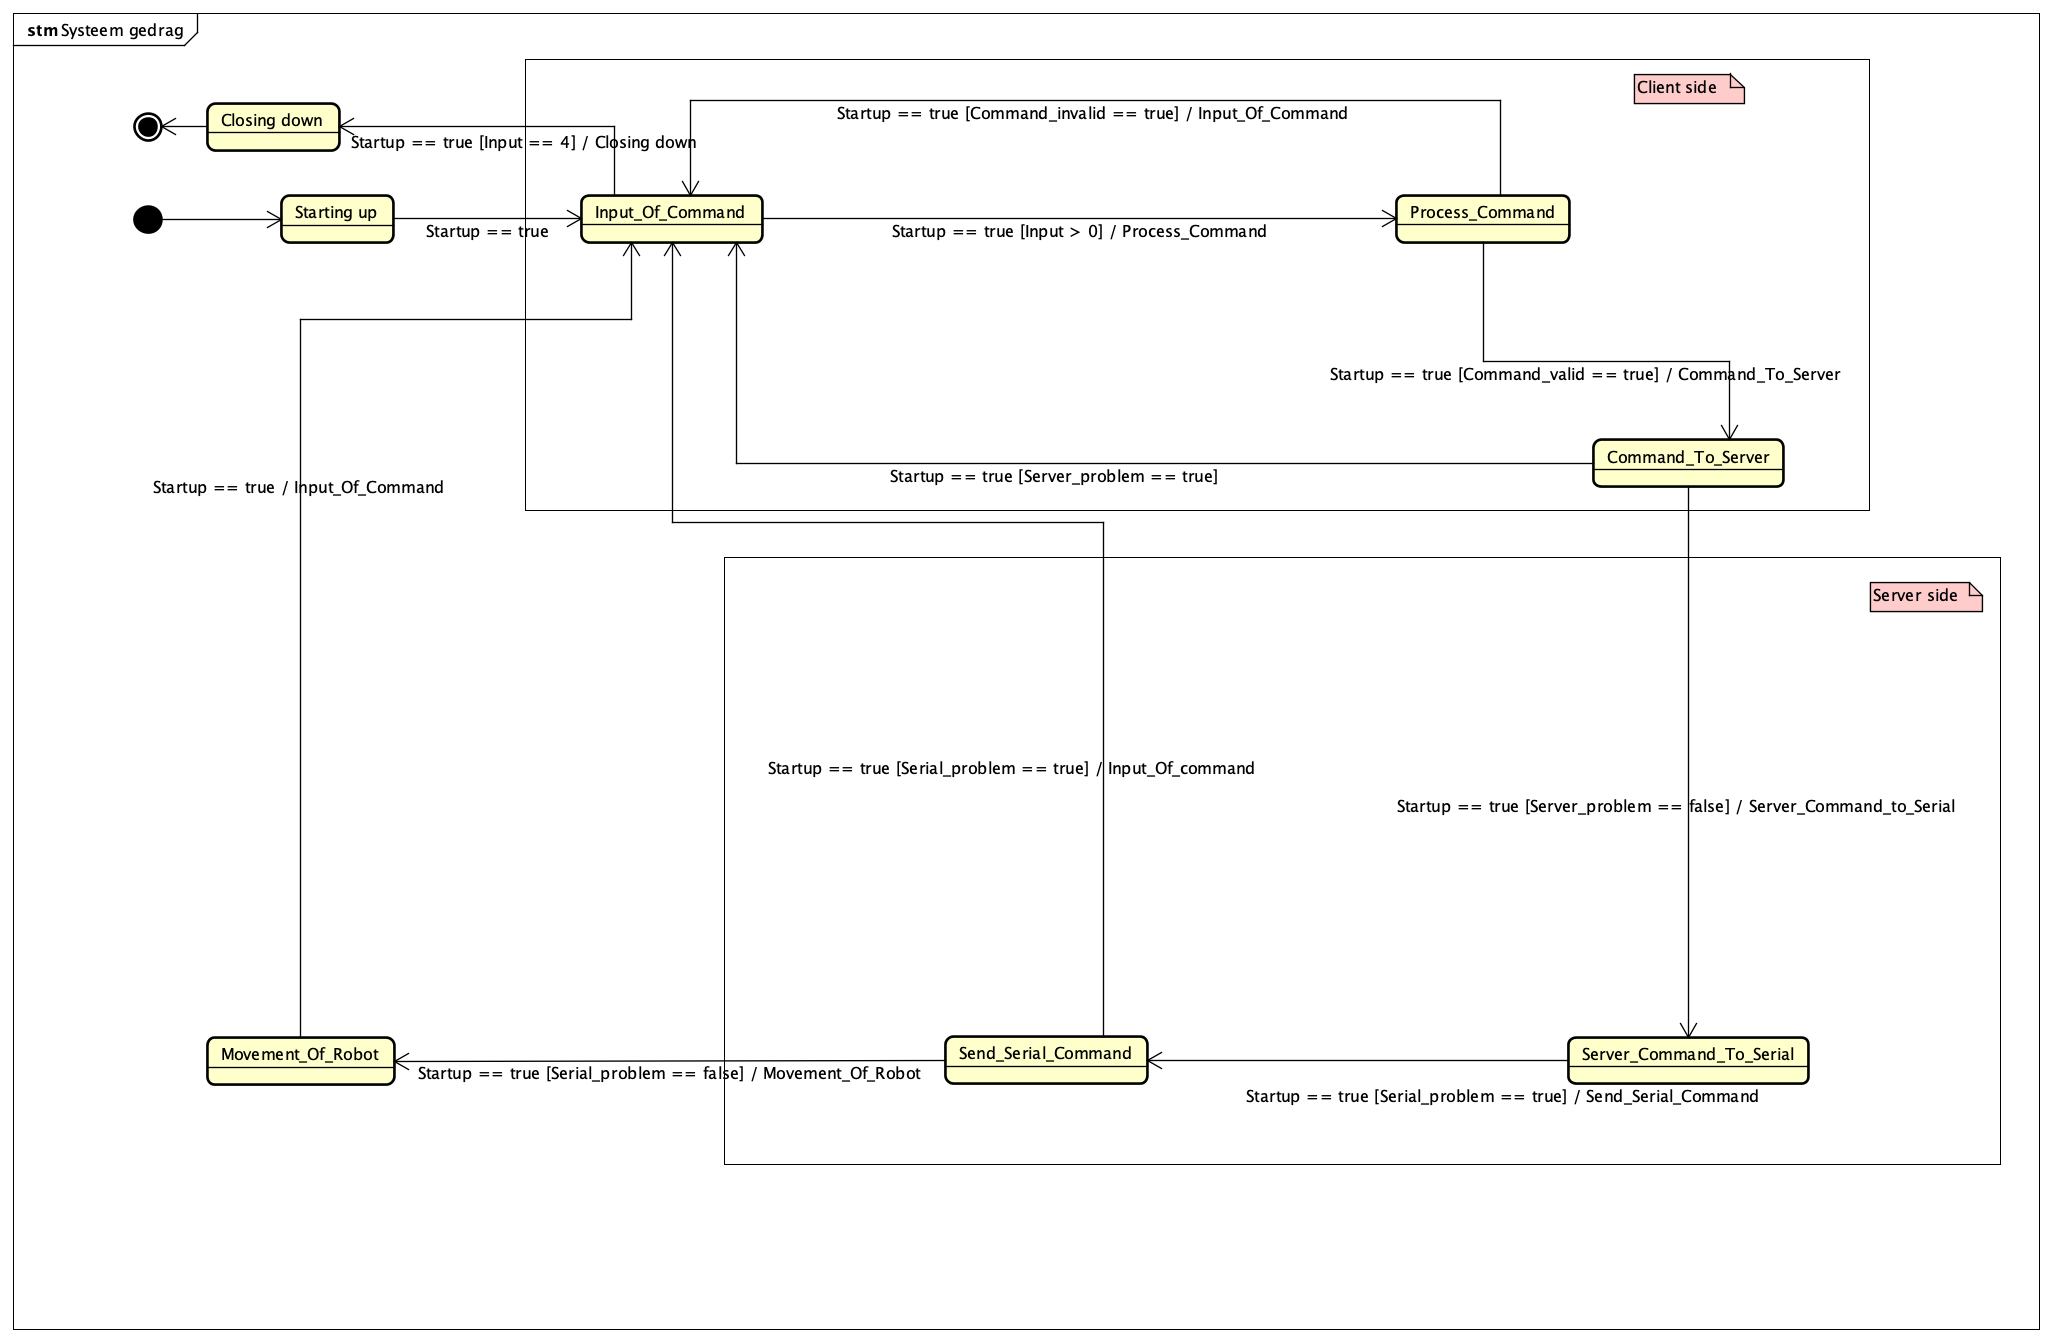 stm Systeem gedrag
Client side
Closing down
Startup == true [Command_invalid == true] / Input_Of_Command
Startup == true [Input == 4] / Closing down
Starting up
Startup == true
Input_Of_Command
Startup == true [Input > 0] / Process_Command
Process_Command
Startup == true [Command_valid == true] / Command_To_Server
Command_To_Server
Startup == true [Server_problem == true]
Startup == true / Input_Of_Command
Server side
Startup == true [Serial_problem == true] / Input_Of_command
Startup == true [Server_problem == false] / Server_Command_to_Serial
Movement_Of_Robot
Startup == true [Serial_problem == false] / Movement_Of_Robot
Send_Serial_Command
Startup == true [Serial_problem == true] / Send_Serial_Command
Server_Command_To_Serial